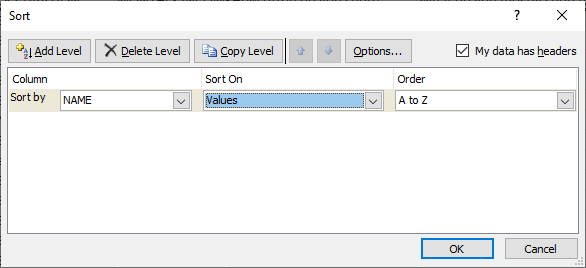 Sort
Add Level Delete Level Copy Level Options... My data has headers
Column Sort On Order
Sort by NAME Values A to Z
OK Cancel